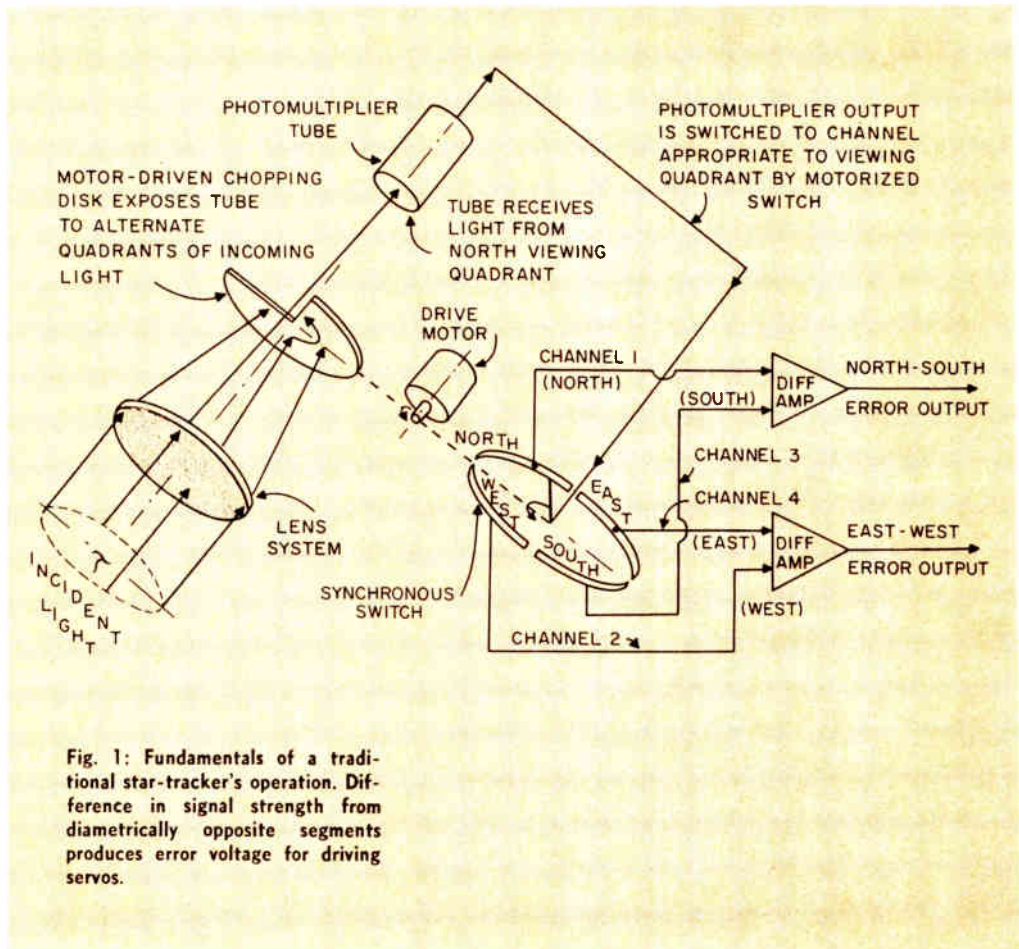 PHOTOMULTIPLIER
TUBE
PHOTOMULTIPLIER OUTPUT
IS SWITCHED TO CHANNEL
APPROPRIATE TO VIEWING
QUADRANT BY MOTORIZED
SWITCH
MOTOR-DRIVEN CHOPPING
DISK EXPOSES TUBE
TO ALTERNATE
QUADRANTS OF INCOMING
LIGHT
TUBE RECEIVES
LIGHT FROM
NORTH VIEWING
QUADRANT
DRIVE
MOTOR
CHANNEL 1
(NORTH)
(SOUTH)
DIFF
AMP
NORTH-SOUTH
ERROR OUTPUT
CHANNEL 3
CHANNEL 4
NORTH
EAST
WEST
SOUTH
(EAST)
DIFF
AMP
EAST-WEST
ERROR OUTPUT
(WEST)
LENS
SYSTEM
INCIDENT
LIGHT
SYNCHRONOUS
SWITCH
CHANNEL 2
Fig. 1: Fundamentals of a tradi-
tional star-tracker's operation. Dif-
ference in signal strength from
diametrically opposite segments
produces error voltage for driving
servos.